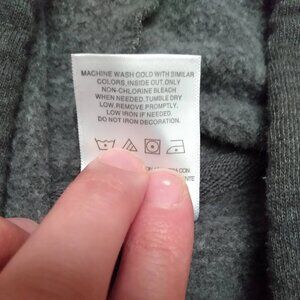 MACHINE WASH COLD WITH SIMILAR
COLORS, INSIDE OUT, ONLY
NON-CHLORINE BLEACH
WHEN NEEDED. TUMBLE DRY
LOW, REMOVE PROMPTLY,
LOW IRON IF NEEDED.
DO NOT IRON DECORATION.
CON